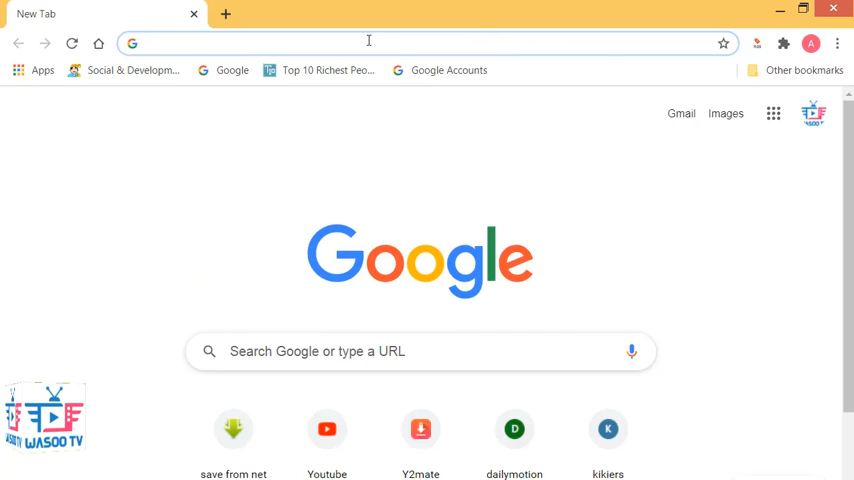 New Tab
A
Apps Social & Developm... Google Top 10 Richest Peo... Google Accounts Other bookmarks
Gmail Images
Google
Search Google or type a URL
WASOO TV
D K
save from net Youtube Y2mate dailymotion kikiers